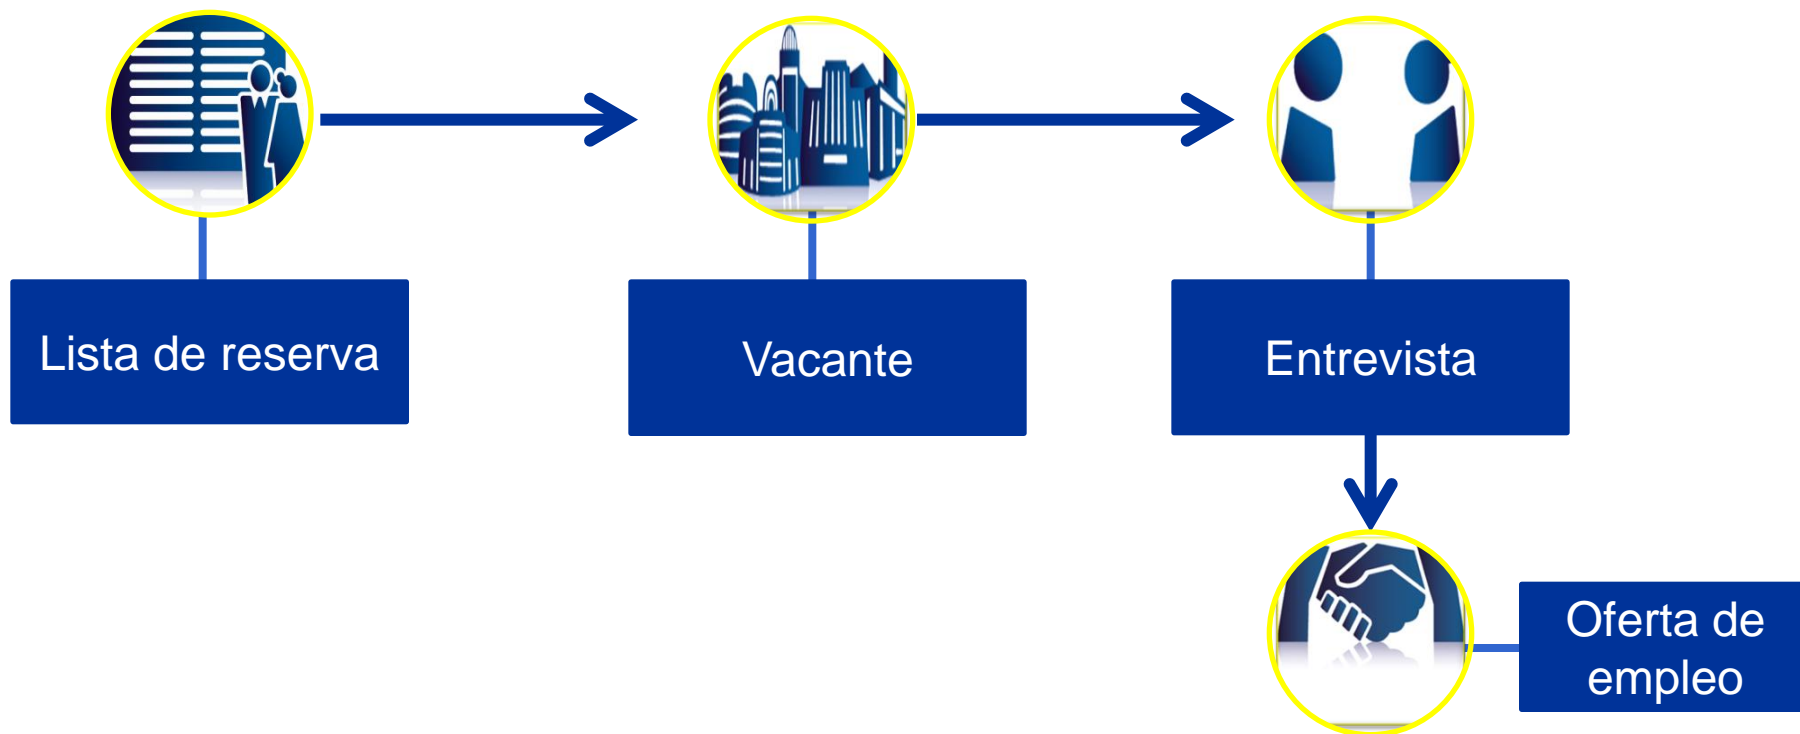 Lista de reserva
Vacante
Entrevista
Oferta de
empleo